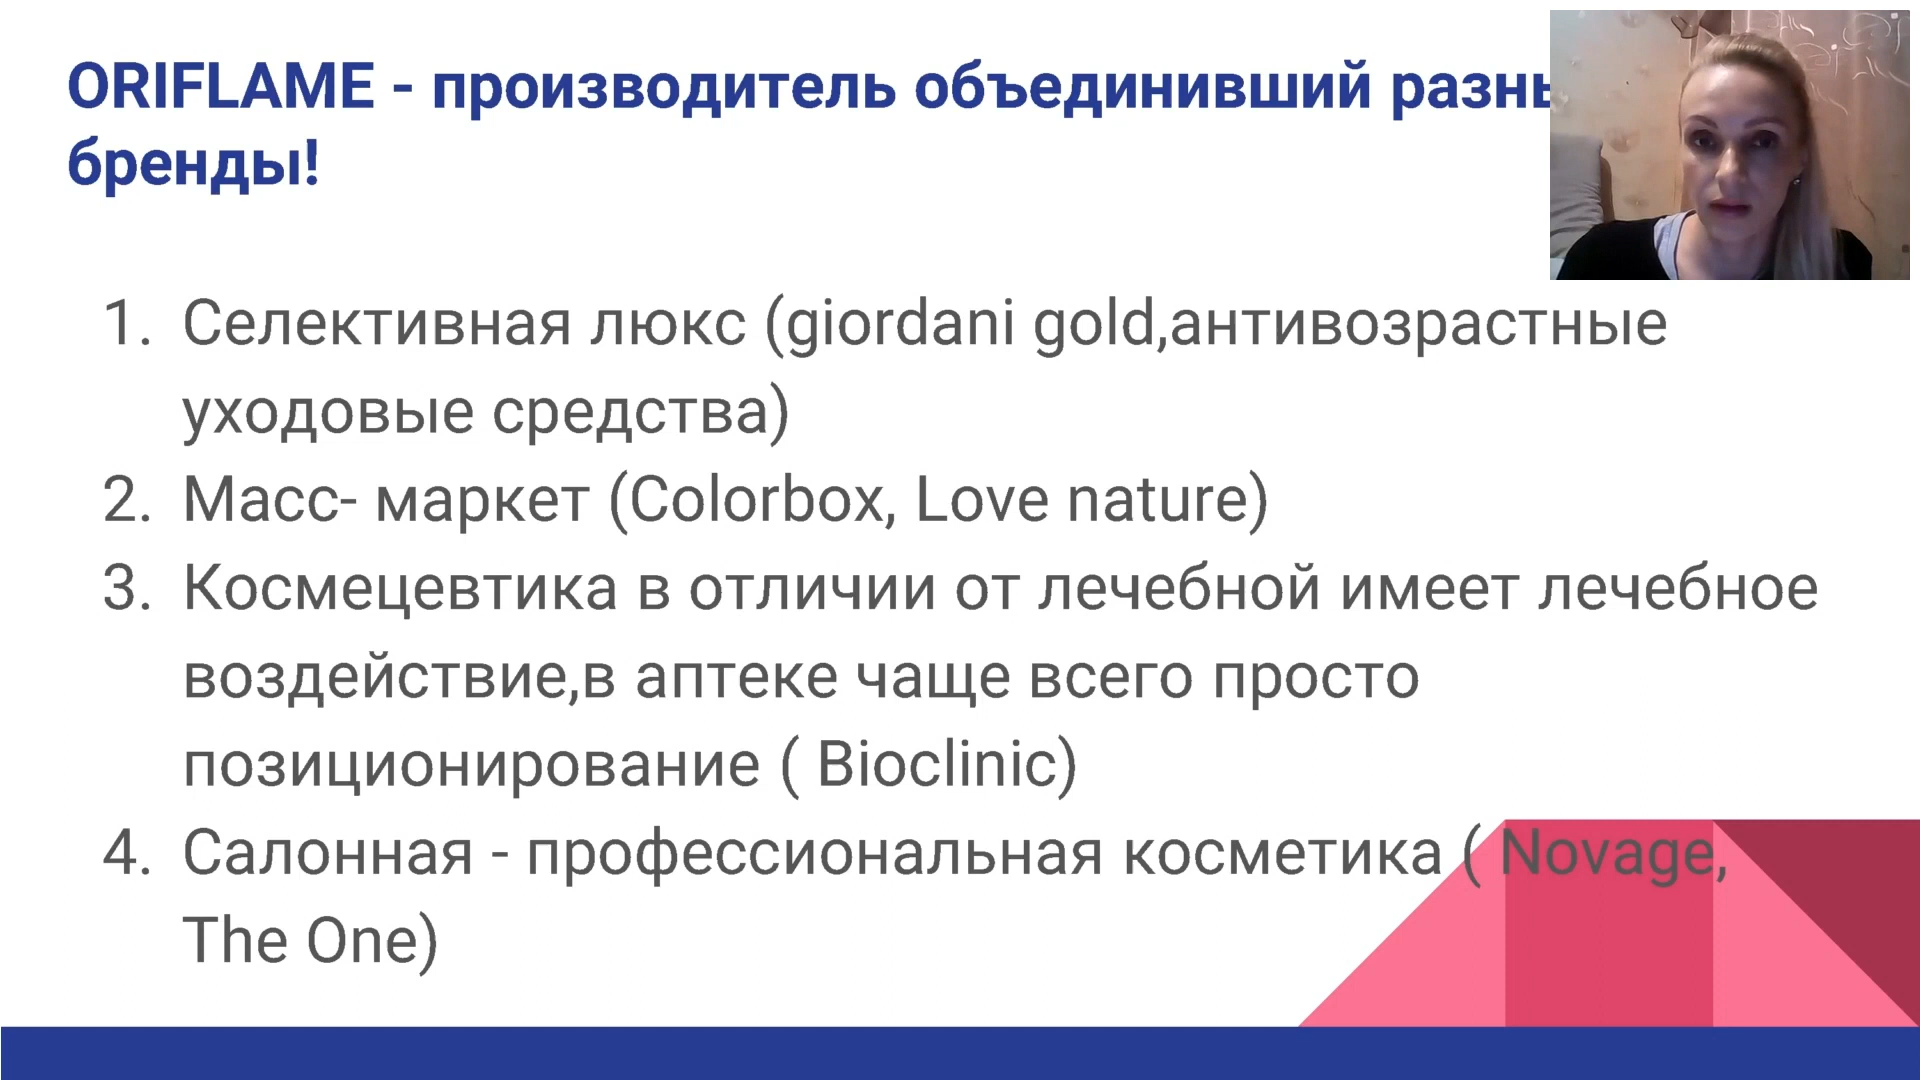 ORIFLAME - производитель объединивший
бренды!
1. Селективная люкс (giordani gold,антивозрастные
уходовые средства)
2. Масс- маркет (Colorbox, Love nature)
3. Космецевтика в отличии от лечебной имеет лечебное
воздействие,в аптеке чаще всего просто
позиционирование ( Bioclinic)
4. Салонная - профессиональная косметика ( Novage,
The One)